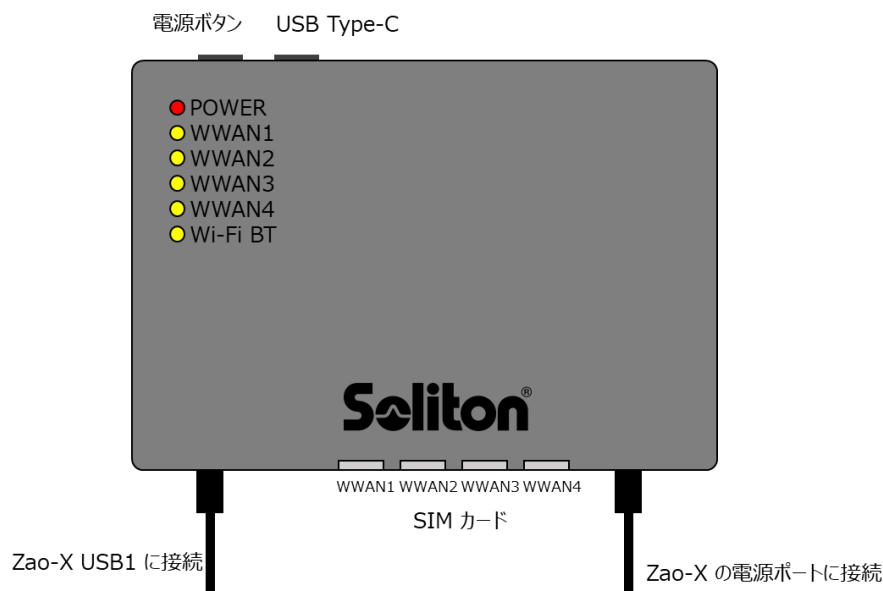 電源ボタン USB Type-C
POWER
WWAN1
WWAN2
WWAN3
WWAN4
Wi-Fi BT
Soliton®
WWAN1 WWAN2 WWAN3 WWAN4
SIM カード
Zao-X USB1 に接続
Zao-X の電源ポートに接続